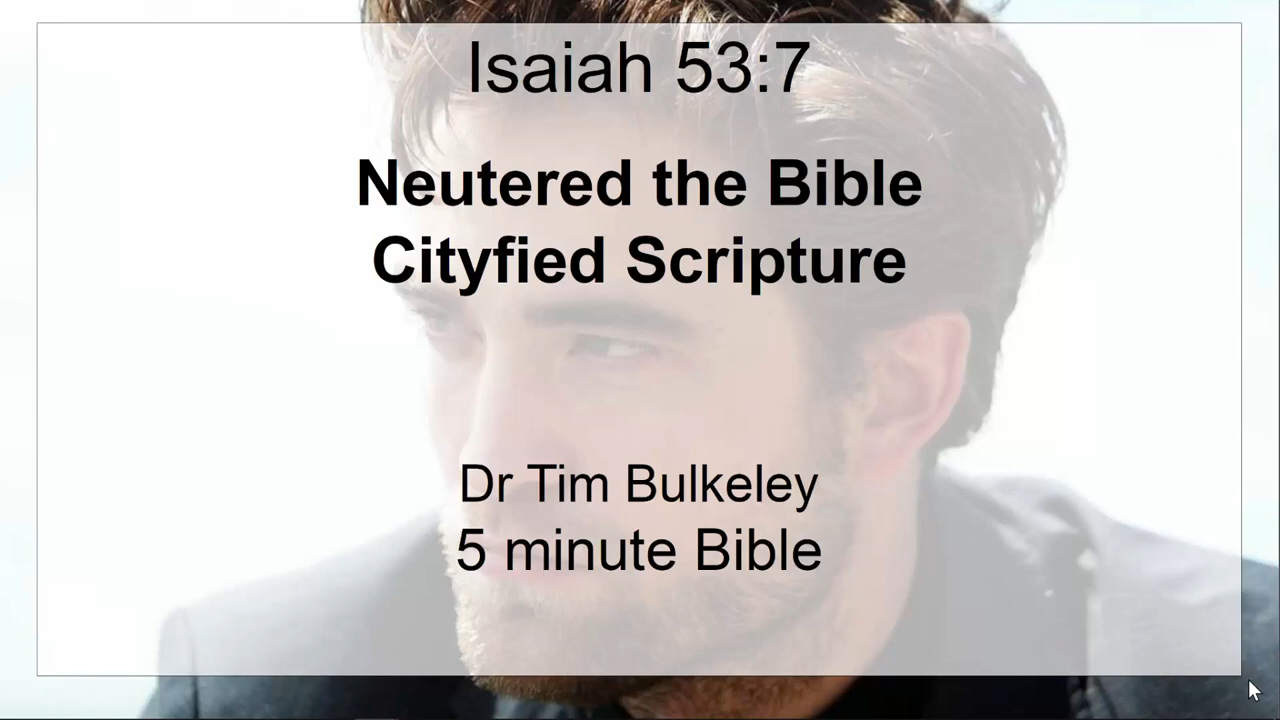 Isaiah 53:7
Neutered the Bible
Cityfied Scripture
Dr Tim Bulkeley
5 minute Bible